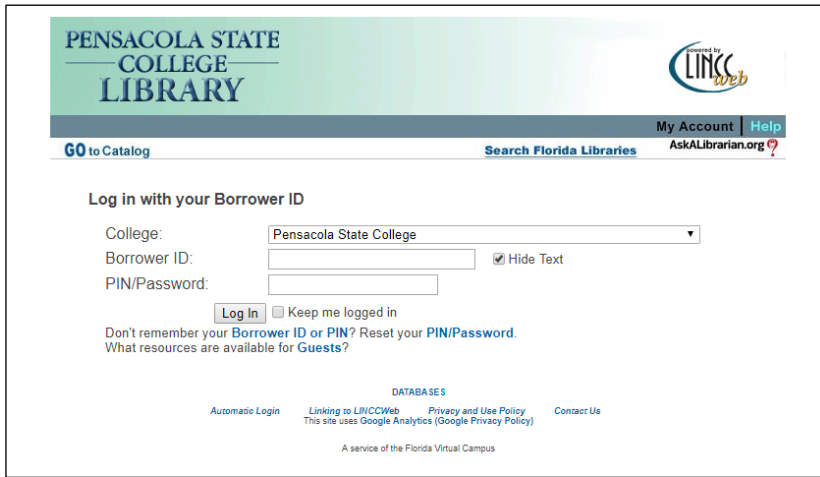 PENSACOLA STATE
COLLEGE
LIBRARY
powered by
LINCC
web
My Account | Help
GO to Catalog
Search Florida Libraries
AskALibrarian.org
Log in with your Borrower ID
College:
Pensacola State College
Borrower ID:
Hide Text
PIN/Password:
Log In
Keep me logged in
Don't remember your Borrower ID or PIN? Reset your PIN/Password.
What resources are available for Guests?
DATABASES
Automatic Login Linking to LINCCWeb Privacy and Use Policy Contact Us
This site uses Google Analytics (Google Privacy Policy)
A service of the Florida Virtual Campus